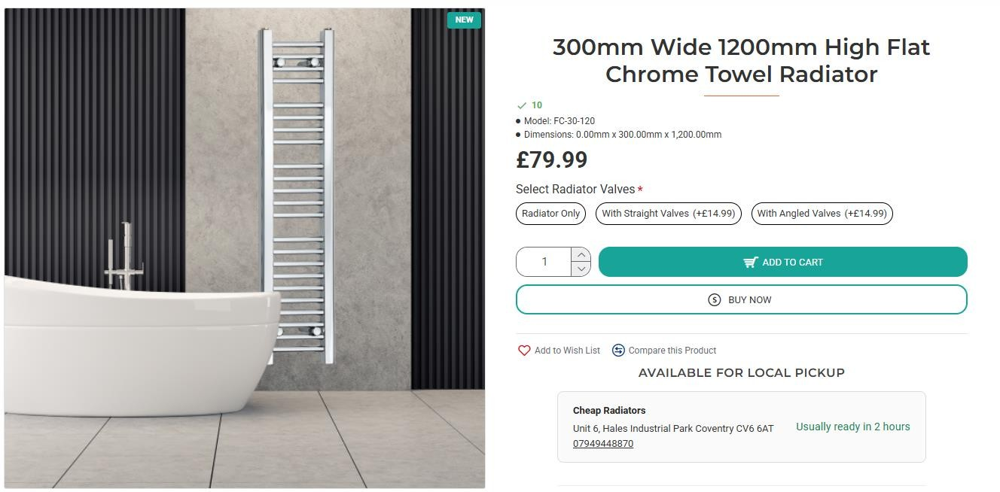 NEW
300mm Wide 1200mm High Flat
Chrome Towel Radiator
10
Model: FC-30-120
Dimensions: 0.00mm x 300.00mm x 1,200.00mm
£79.99
Select Radiator Valves *
Radiator Only
With Straight Valves (+£14.99)
With Angled Valves (+£14.99)
1
ADD TO CART
BUY NOW
Add to Wish List
Compare this Product
AVAILABLE FOR LOCAL PICKUP
Cheap Radiators
Unit 6, Hales Industrial Park Coventry CV6 6AT
07949448870
Usually ready in 2 hours